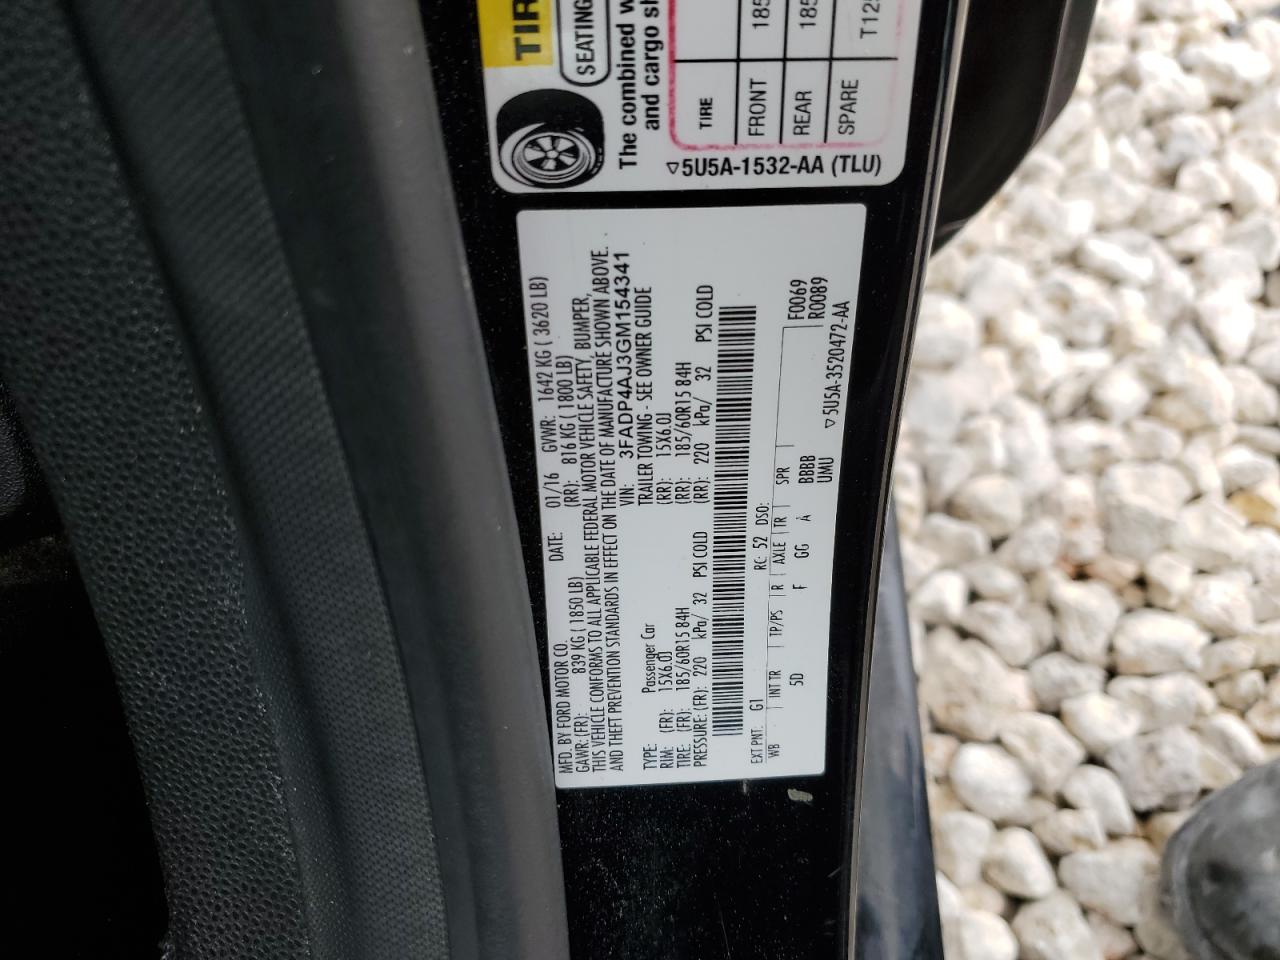 TIR
SEATING
The combined w
and cargo sh
TIRE
FRONT 185
REAR 185
SPARE T125
▽5U5A-1532-AA (TLU)
MFD. BY FORD MOTOR CO. DATE: 01/16 GVWR: 1642 KG ( 3620 LB)
GAWR: (FR): 839 KG ( 1850 LB) (RR): 816 KG ( 1800 LB)
THIS VEHICLE CONFORMS TO ALL APPLICABLE FEDERAL MOTOR VEHICLE SAFETY, BUMPER,
AND THEFT PREVENTION STANDARDS IN EFFECT ON THE DATE OF MANUFACTURE SHOWN ABOVE.
VIN: 3FADP4AJ3GM154341
TYPE: Passenger Car TRAILER TOWING - SEE OWNER GUIDE
RIM: (FR): 15X6.0J (RR): 15X6.0J
TIRE: (FR): 185/60R15 84H (RR): 185/60R15 84H
PRESSURE: (FR): 220 kPa/ 32 PSI COLD (RR): 220 kPa/ 32 PSI COLD
EXT PNT: G1 RC: 52 DSO:
WB INT TR TP/PS R AXLE TR SPR F0069
5D F GG A BBBB R0089
UMU ▽5U5A-3520472-AA